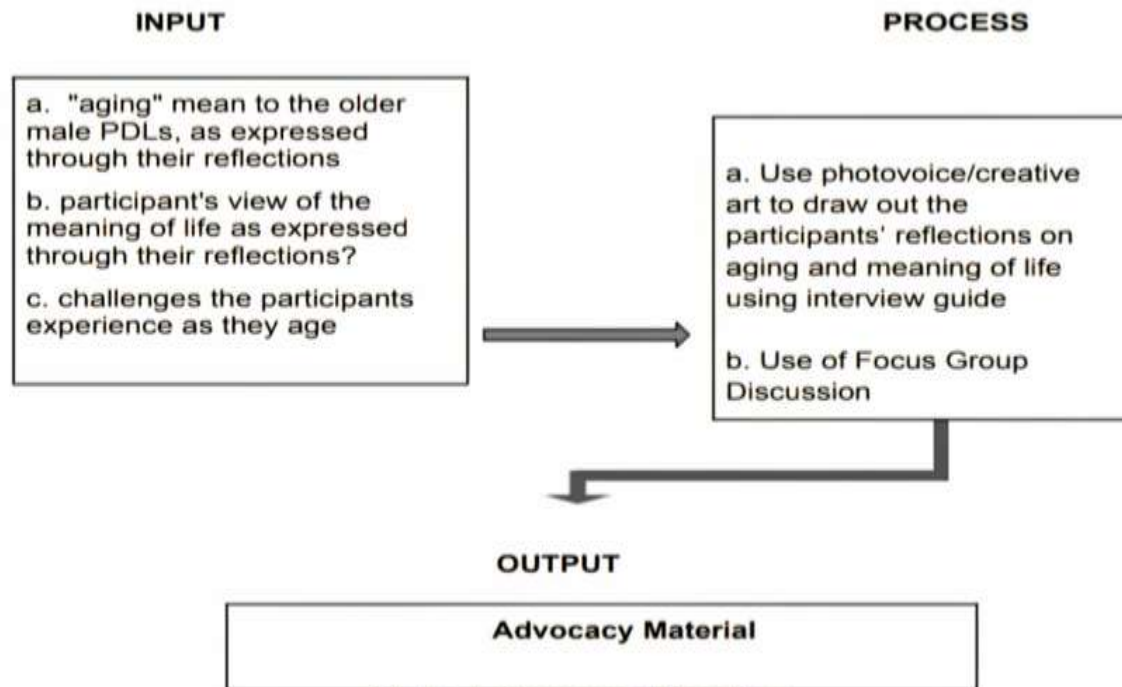 INPUT
a. "aging" mean to the older
male PDLs, as expressed
through their reflections
b. participant's view of the
meaning of life as expressed
through their reflections?
c. challenges the participants
experience as they age
PROCESS
a. Use photovoice/creative
art to draw out the
participants' reflections on
aging and meaning of life
using interview guide
b. Use of Focus Group
Discussion
OUTPUT
Advocacy Material